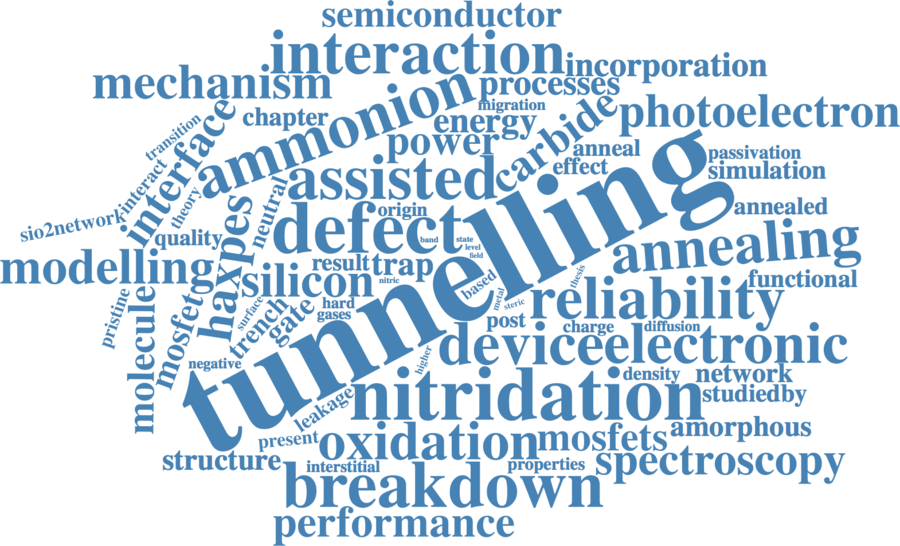 semiconductor
interaction
incorporation
mechanism
processes
migration
photoelectron
chapter
ammonion
energy
carbide
transition
interface
power
anneal
passivation
effect
simulation
interact
theory
neutral
assisted
tunnelling
sio2network
origin
annealed
quality
defect
band
state
level
field
annealing
modelling
haxpes
silicon
result
trap
nitric
based
thesis
functional
pristine
molecule
mosfet
surface
trench
gate
hard
gases
metal
steric
reliability
post
charge
diffusion
negative
higher
device
electronic
density
network
leakage
nitridation
studiedby
present
oxidation
mosfets
amorphous
structure
interstitial
properties
spectroscopy
breakdown
performance